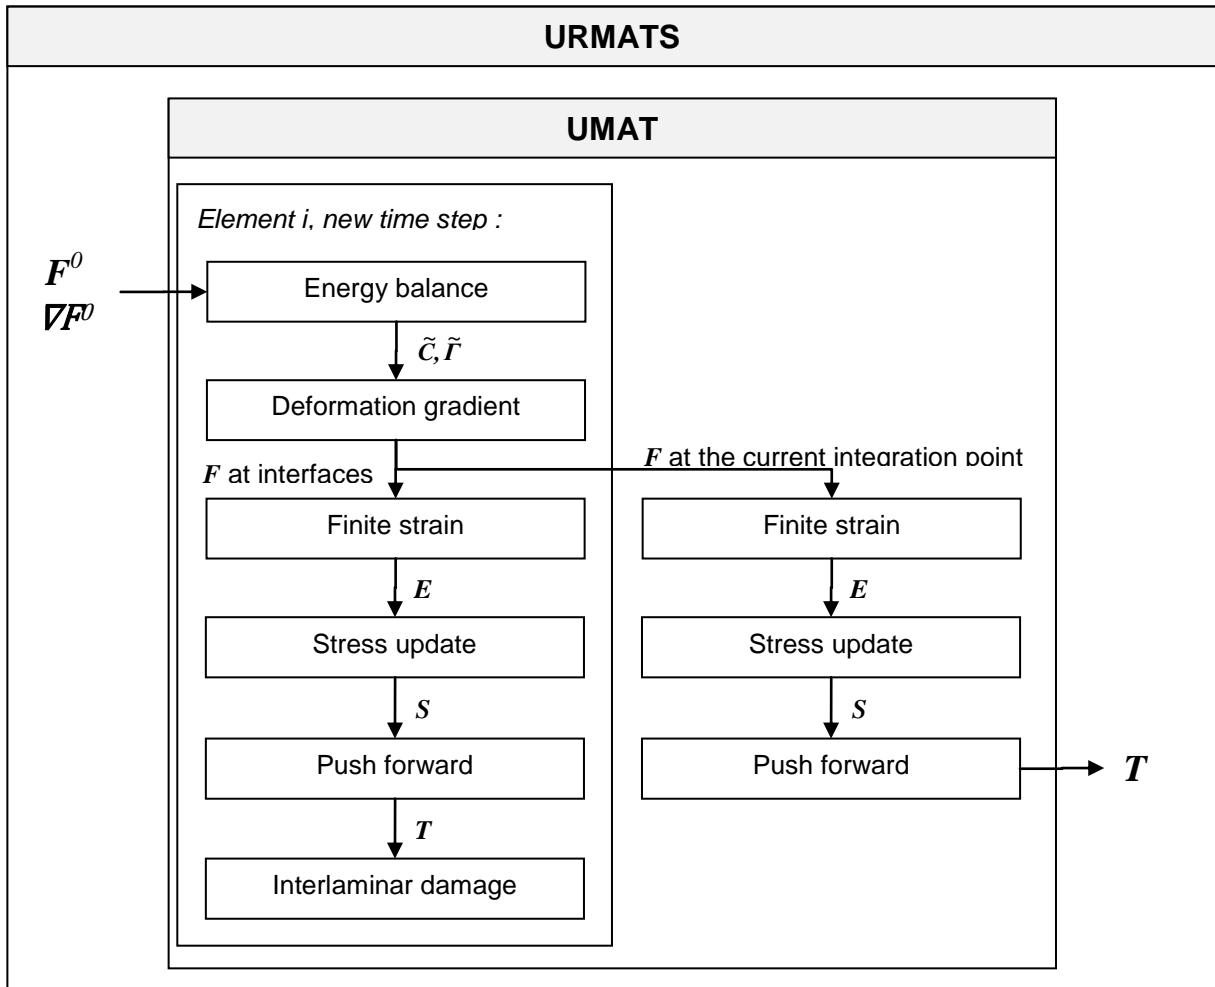 URMATS
UMAT
Element i, new time step :
F⁰
∇F⁰
Energy balance
C̃, Γ̃
Deformation gradient
F at interfaces
F at the current integration point
Finite strain
Finite strain
E
E
Stress update
Stress update
S
S
Push forward
Push forward
T
T
Interlaminar damage